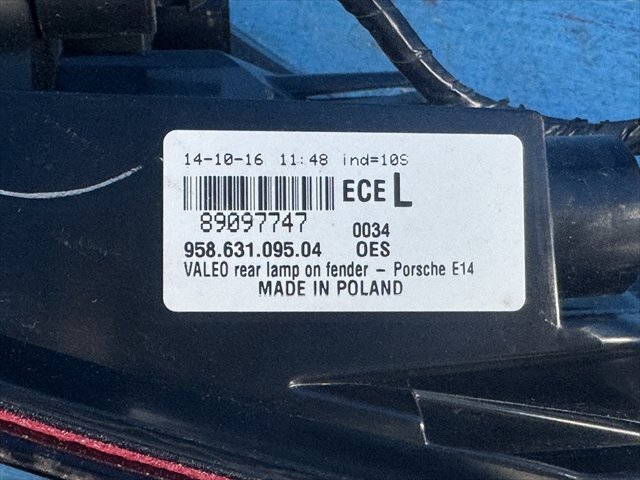 14-10-16 11:48 ind=10S
ECE L
89097747 0034
958.631.095.04 OES
VALEO rear lamp on fender - Porsche E14
MADE IN POLAND